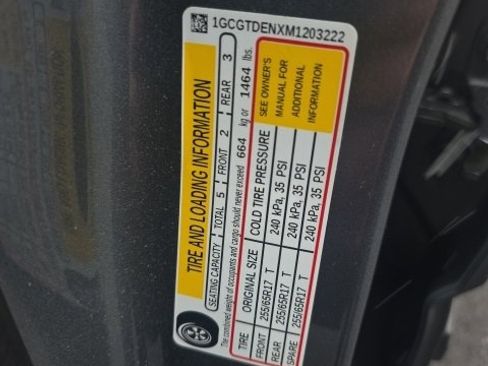 1GCGTDENXM1203222
TIRE AND LOADING INFORMATION
SEATING CAPACITY | TOTAL 5 | FRONT 2 | REAR 3
The combined weight of occupants and cargo should never exceed 664 kg or 1464 lbs.
TIRE ORIGINAL SIZE COLD TIRE PRESSURE
FRONT 255/65R17 T 240 kPa, 35 PSI
REAR 255/65R17 T 240 kPa, 35 PSI
SPARE 255/65R17 T 240 kPa, 35 PSI
SEE OWNER'S
MANUAL FOR
ADDITIONAL
INFORMATION